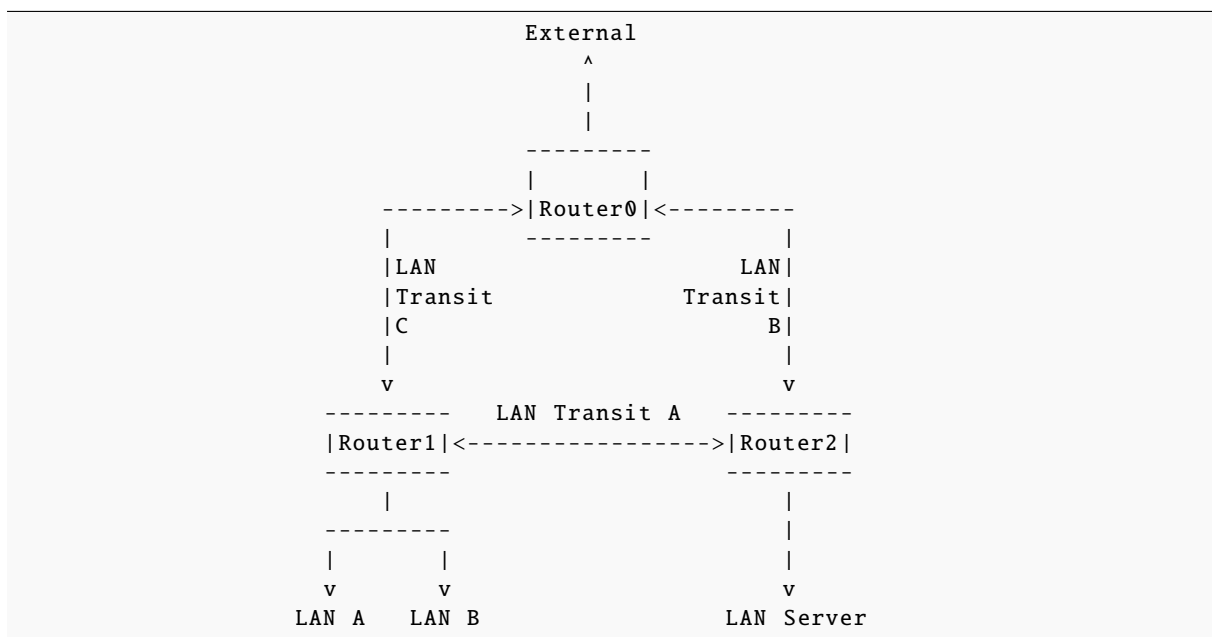 External
^
|
|
---------
| |
--------->|Router0|<---------
| --------- |
|LAN LAN|
|Transit Transit|
|C B|
| |
v v
--------- LAN Transit A ---------
|Router1|<----------------->|Router2|
--------- ---------
| |
--------- |
| | |
v v v
LAN A LAN B LAN Server